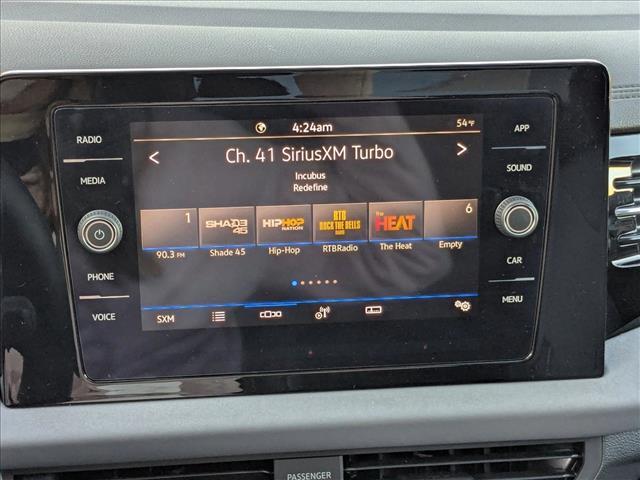 4:24am
54°F
RADIO
MEDIA
PHONE
VOICE
< Ch. 41 SiriusXM Turbo >
Incubus
Redefine
1
SHADE 45
HIPHOP NATION
RTB ROCK THE BELLS RADIO
THE HEAT
6
90.3 FM
Shade 45
Hip-Hop
RTBRadio
The Heat
Empty
SXM
APP
SOUND
CAR
MENU
PASSENGER